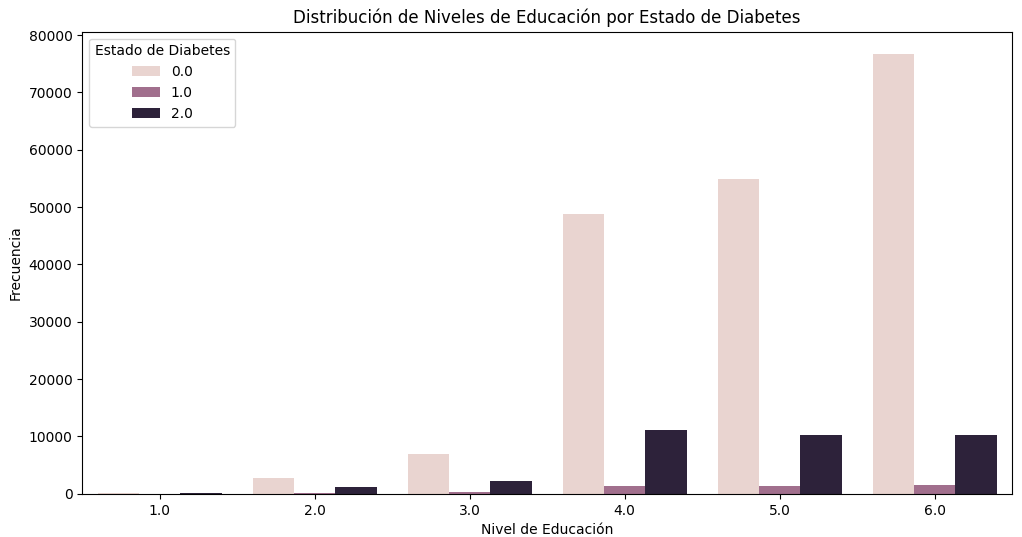 Distribución de Niveles de Educación por Estado de Diabetes
Estado de Diabetes
0.0
1.0
2.0
80000
70000
60000
50000
40000
30000
20000
10000
0
Frecuencia
1.0 2.0 3.0 4.0 5.0 6.0
Nivel de Educación